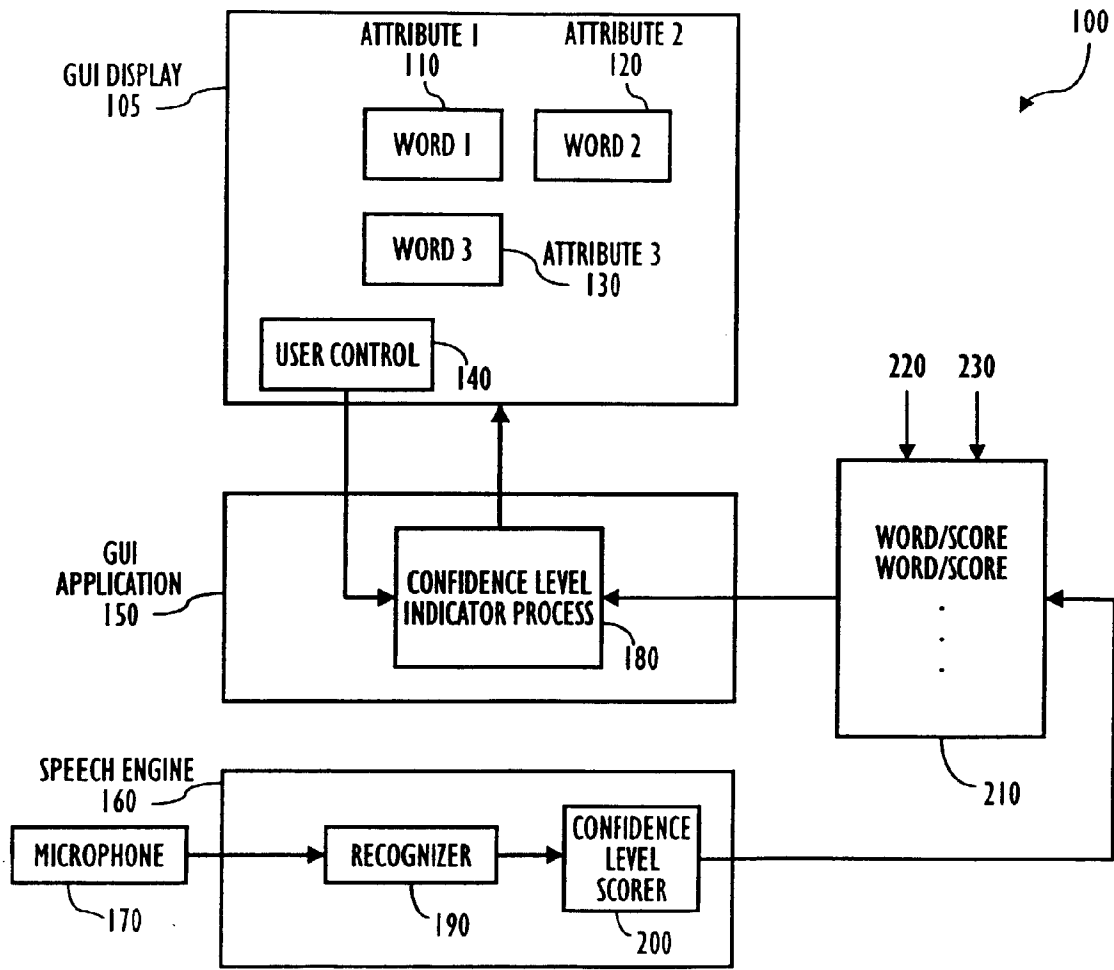 100
ATTRIBUTE 1
110
ATTRIBUTE 2
120
GUI DISPLAY
105
WORD 1
WORD 2
WORD 3
ATTRIBUTE 3
130
USER CONTROL
140
220
230
GUI
APPLICATION
150
CONFIDENCE LEVEL
INDICATOR PROCESS
180
WORD/SCORE
WORD/SCORE
.
.
.
210
SPEECH ENGINE
160
MICROPHONE
170
RECOGNIZER
190
CONFIDENCE
LEVEL
SCORER
200